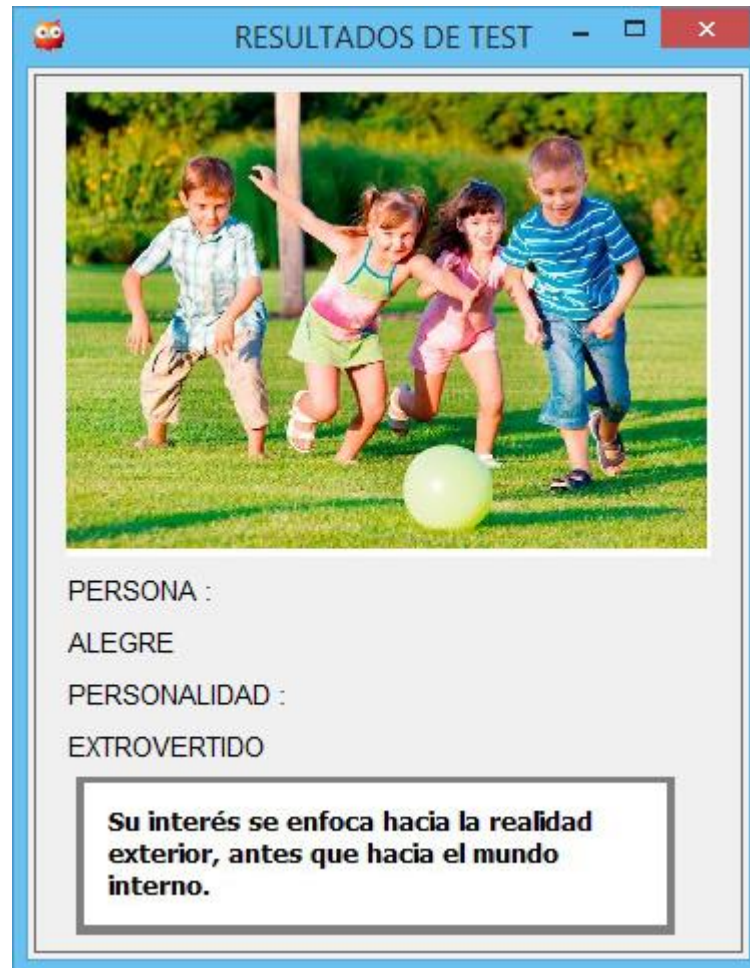 RESULTADOS DE TEST
PERSONA :
ALEGRE
PERSONALIDAD :
EXTROVERTIDO
Su interés se enfoca hacia la realidad
exterior, antes que hacia el mundo
interno.